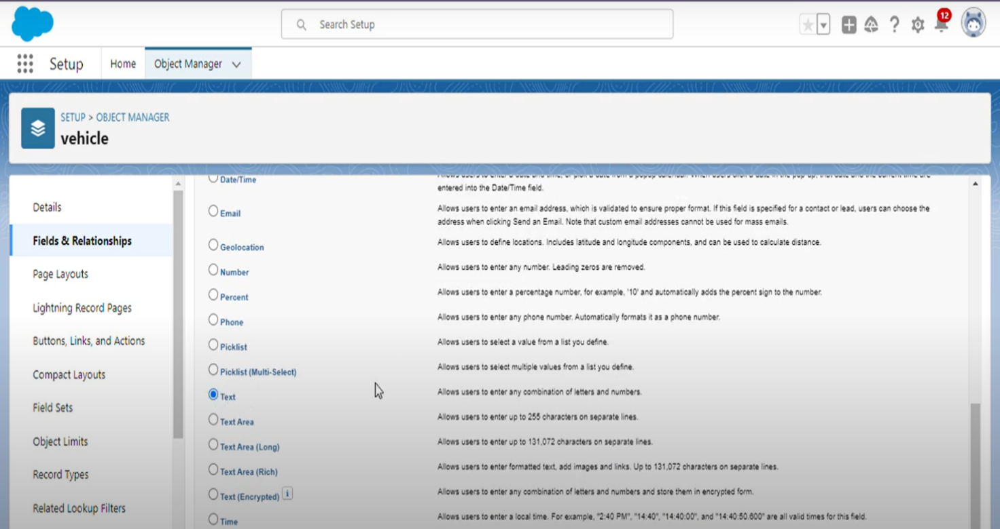 Search Setup
12
Setup
Home
Object Manager
SETUP > OBJECT MANAGER
vehicle
Details
Fields & Relationships
Page Layouts
Lightning Record Pages
Buttons, Links, and Actions
Compact Layouts
Field Sets
Object Limits
Record Types
Related Lookup Filters
Date/Time
entered into the Date/Time field.
Email
Allows users to enter an email address, which is validated to ensure proper format. If this field is specified for a contact or lead, users can choose the
address when clicking Send an Email. Note that custom email addresses cannot be used for mass emails.
Geolocation
Allows users to define locations. Includes latitude and longitude components, and can be used to calculate distance.
Number
Allows users to enter any number. Leading zeros are removed.
Percent
Allows users to enter a percentage number, for example, '10' and automatically adds the percent sign to the number.
Phone
Allows users to enter any phone number. Automatically formats it as a phone number.
Picklist
Allows users to select a value from a list you define.
Picklist (Multi-Select)
Allows users to select multiple values from a list you define.
Text
Allows users to enter any combination of letters and numbers.
Text Area
Allows users to enter up to 255 characters on separate lines.
Text Area (Long)
Allows users to enter up to 131,072 characters on separate lines.
Text Area (Rich)
Allows users to enter formatted text, add images and links. Up to 131,072 characters on separate lines.
Text (Encrypted) i
Allows users to enter any combination of letters and numbers and store them in encrypted form.
Time
Allows users to enter a local time. For example, "2:40 PM", "14:40", "14:40:00", and "14:40:50.600" are all valid times for this field.